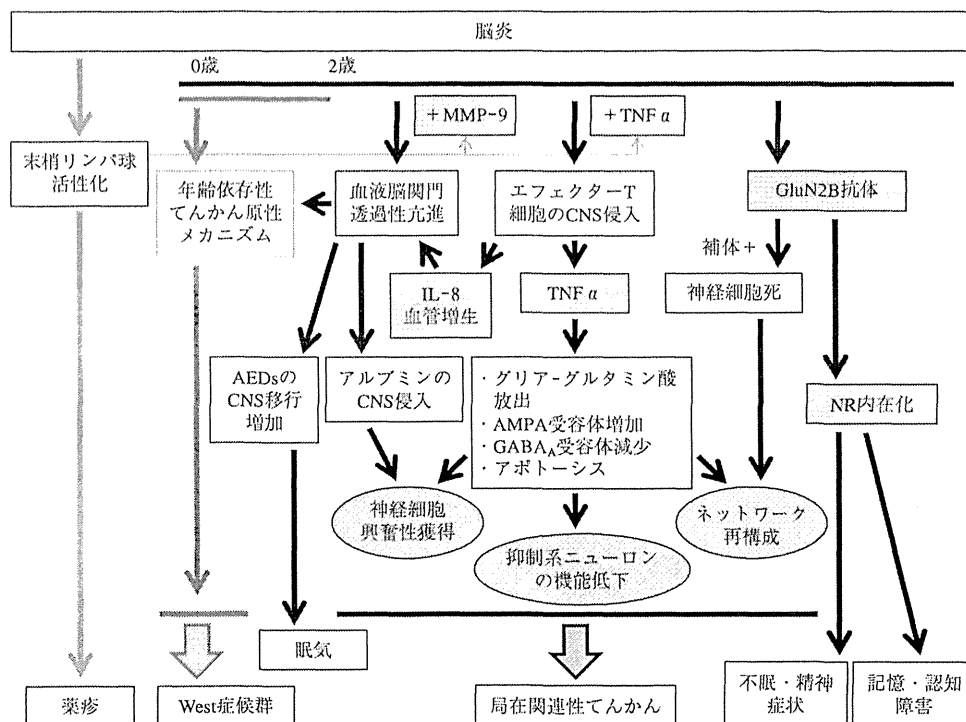 脳炎
0歳
2歳
+MMP-9
+TNFα
末梢リンパ球
活性化
年齢依存性
てんかん原性
メカニズム
血液脳関門
透過性亢進
エフェクターT
細胞のCNS侵入
GluN2B抗体
補体+
IL-8
血管増生
TNFα
神経細胞死
AEDsの
CNS移行
増加
アルブミンの
CNS侵入
・グリア-グルタミン酸
放出
・AMPA受容体増加
・GABAA受容体減少
・アポトーシス
NR内在化
神経細胞
興奮性獲得
ネットワーク
再構成
抑制系ニューロン
の機能低下
眠気
薬疹
West症候群
局在関連性てんかん
不眠・精神
症状
記憶・認知
障害